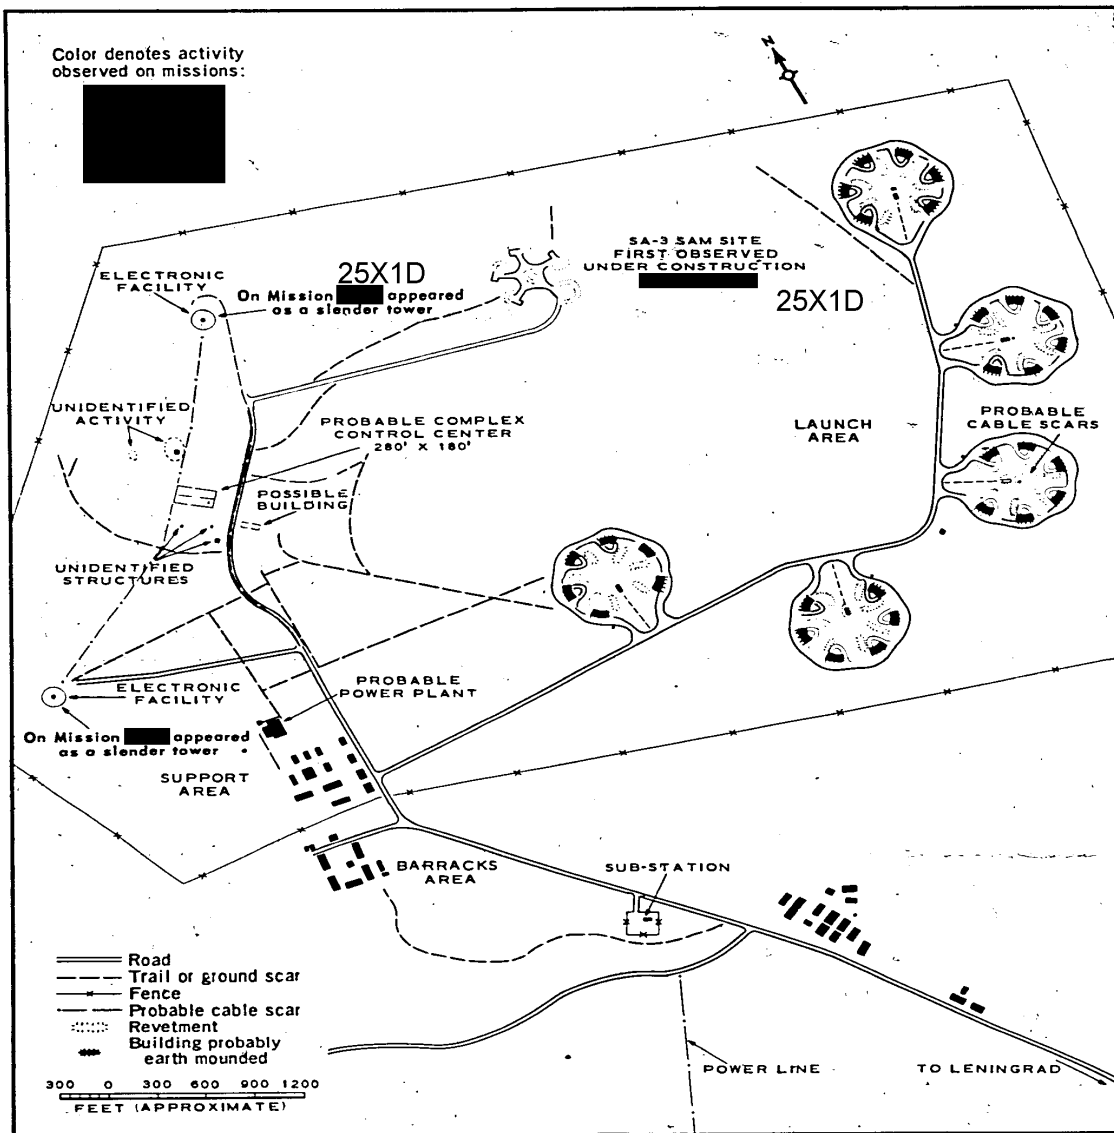 Color denotes activity
observed on missions:
N
SA-3 SAM SITE
FIRST OBSERVED
UNDER CONSTRUCTION
25X1D
25X1D
ELECTRONIC
FACILITY
On Mission appeared
as a slender tower
UNIDENTIFIED
ACTIVITY
PROBABLE COMPLEX
CONTROL CENTER
280' X 180'
LAUNCH
AREA
PROBABLE
CABLE SCARS
POSSIBLE
BUILDING
UNIDENTIFIED
STRUCTURES
ELECTRONIC
FACILITY
PROBABLE
POWER PLANT
On Mission appeared
as a slender tower
SUPPORT
AREA
BARRACKS
AREA
SUB-STATION
Road
Trail or ground scar
Fence
Probable cable scar
Revetment
Building probably
earth mounded
300 0 300 600 900 1200
FEET (APPROXIMATE)
POWER LINE
TO LENINGRAD